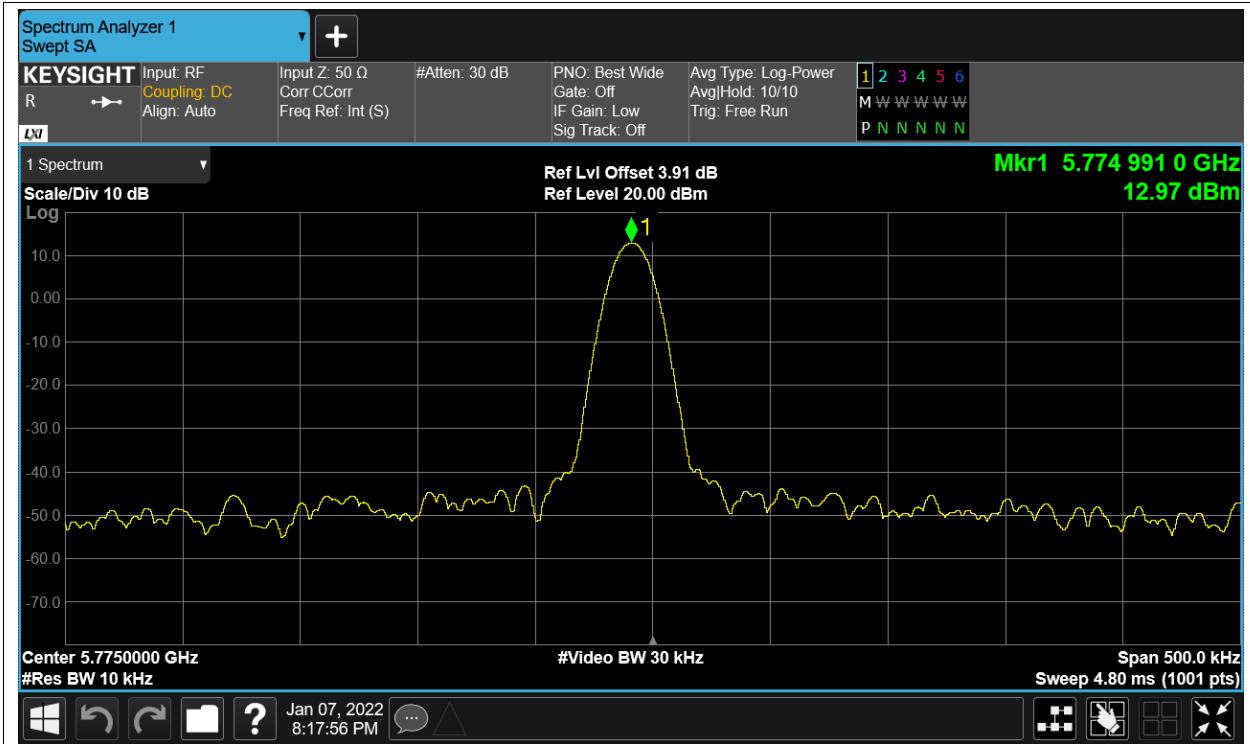 Spectrum Analyzer 1
Swept SA
KEYSIGHT
R
LXI
Input: RF
Coupling: DC
Align: Auto
Input Z: 50 Ω
Corr CCorr
Freq Ref: Int (S)
#Atten: 30 dB
PNO: Best Wide
Gate: Off
IF Gain: Low
Sig Track: Off
Avg Type: Log-Power
Avg|Hold: 10/10
Trig: Free Run
1 2 3 4 5 6
M W W W W W
P N N N N N
1 Spectrum
Scale/Div 10 dB
Log
Ref Lvl Offset 3.91 dB
Ref Level 20.00 dBm
Mkr1 5.774 991 0 GHz
12.97 dBm
1
10.0
0.00
-10.0
-20.0
-30.0
-40.0
-50.0
-60.0
-70.0
Center 5.7750000 GHz
#Video BW 30 kHz
Span 500.0 kHz
#Res BW 10 kHz
Sweep 4.80 ms (1001 pts)
?
Jan 07, 2022
8:17:56 PM